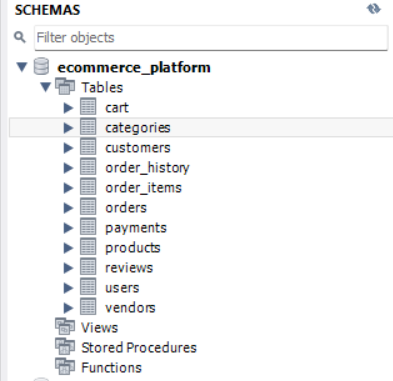 SCHEMAS
Filter objects
ecommerce_platform
Tables
cart
categories
customers
order_history
order_items
orders
payments
products
reviews
users
vendors
Views
Stored Procedures
Functions